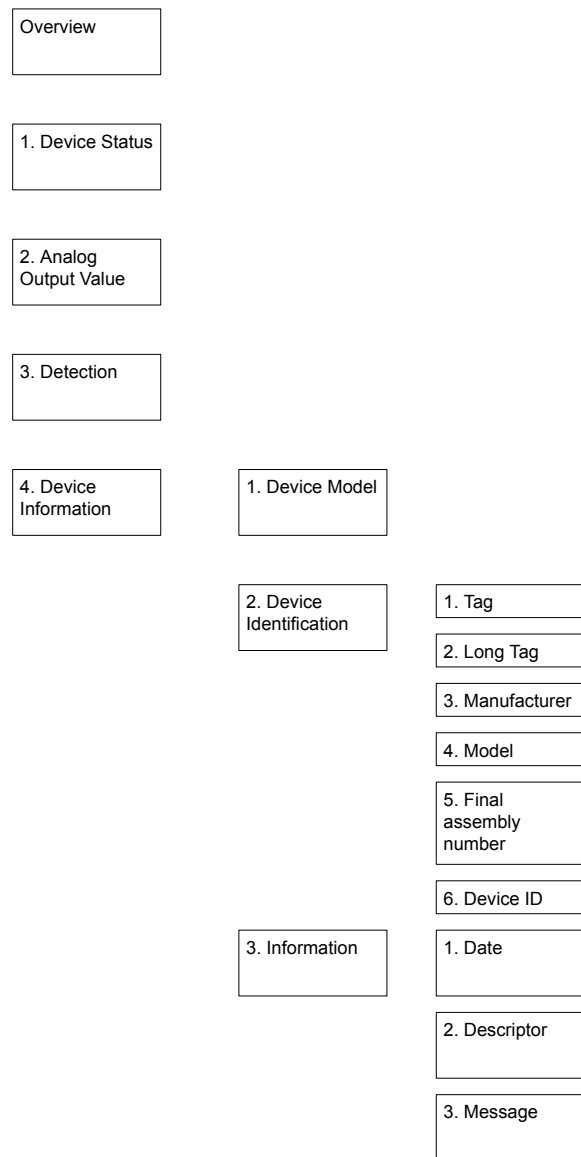 Overview
1. Device Status
2. Analog
Output Value
3. Detection
4. Device
Information
1. Device Model
2. Device
Identification
1. Tag
2. Long Tag
3. Manufacturer
4. Model
5. Final
assembly
number
6. Device ID
3. Information
1. Date
2. Descriptor
3. Message